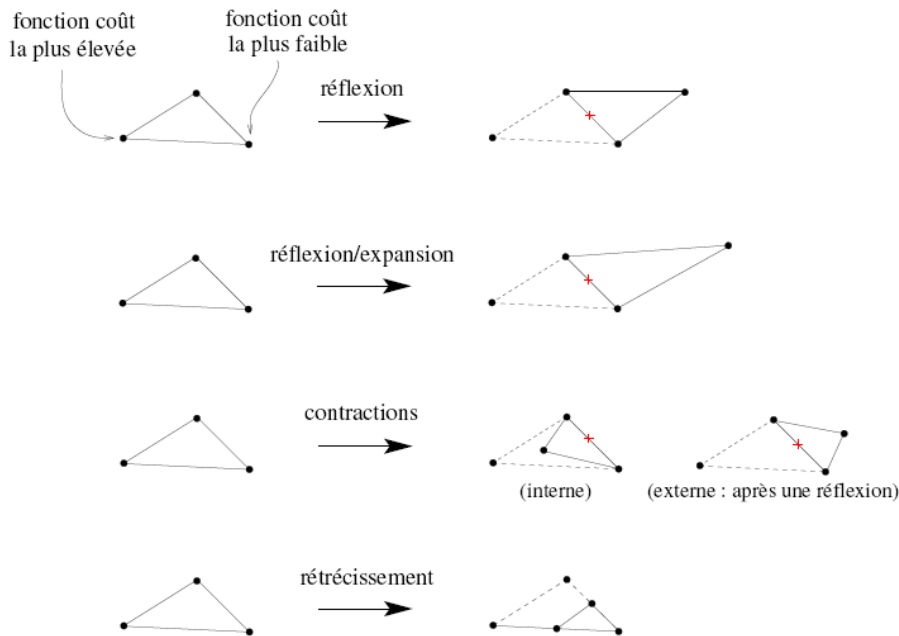 fonction coût
la plus élevée
fonction coût
la plus faible
réflexion
réflexion/expansion
contractions
(interne)
(externe : après une réflexion)
rétrécissement